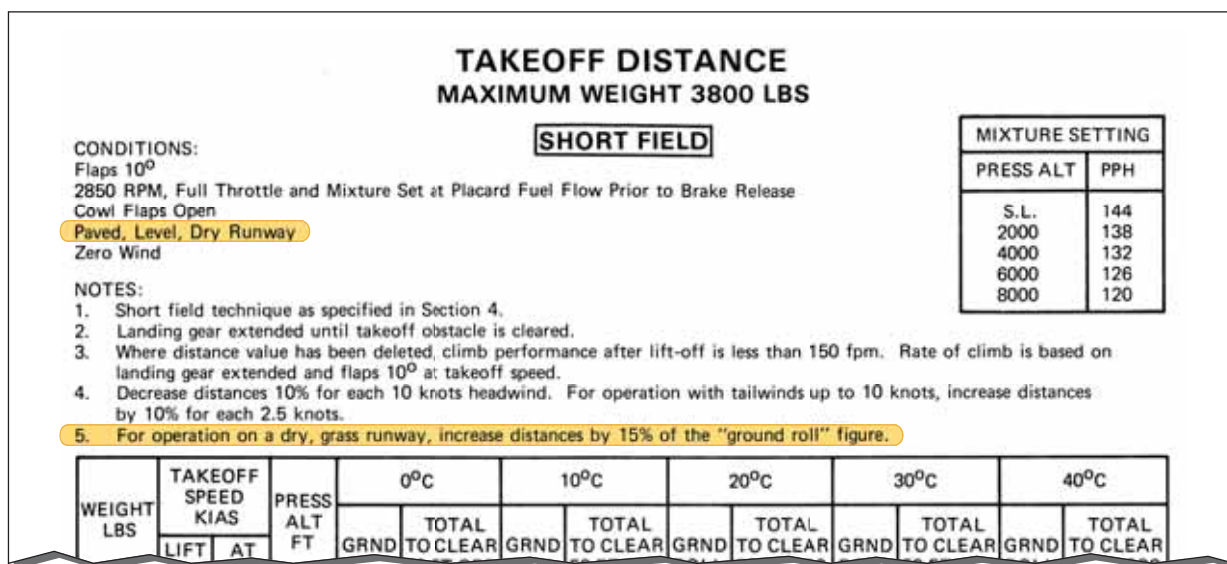 TAKEOFF DISTANCE
MAXIMUM WEIGHT 3800 LBS
SHORT FIELD
CONDITIONS:
Flaps 10⁰
2850 RPM, Full Throttle and Mixture Set at Placard Fuel Flow Prior to Brake Release
Cowl Flaps Open
Paved, Level, Dry Runway
Zero Wind
MIXTURE SETTING
PRESS ALT PPH
S.L. 144
2000 138
4000 132
6000 126
8000 120
NOTES:
1. Short field technique as specified in Section 4.
2. Landing gear extended until takeoff obstacle is cleared.
3. Where distance value has been deleted, climb performance after lift-off is less than 150 fpm. Rate of climb is based on
landing gear extended and flaps 10⁰ at takeoff speed.
4. Decrease distances 10% for each 10 knots headwind. For operation with tailwinds up to 10 knots, increase distances
by 10% for each 2.5 knots.
5. For operation on a dry, grass runway, increase distances by 15% of the "ground roll" figure.
WEIGHT
LBS
TAKEOFF
SPEED
KIAS
LIFT AT
PRESS
ALT
FT
0⁰C 10⁰C 20⁰C 30⁰C 40⁰C
TOTAL TOTAL TOTAL TOTAL TOTAL
GRND TO CLEAR GRND TO CLEAR GRND TO CLEAR GRND TO CLEAR GRND TO CLEAR